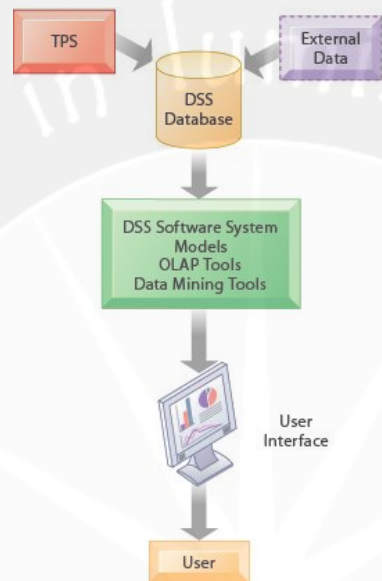 TPS
External
Data
DSS
Database
DSS Software System
Models
OLAP Tools
Data Mining Tools
User
Interface
User